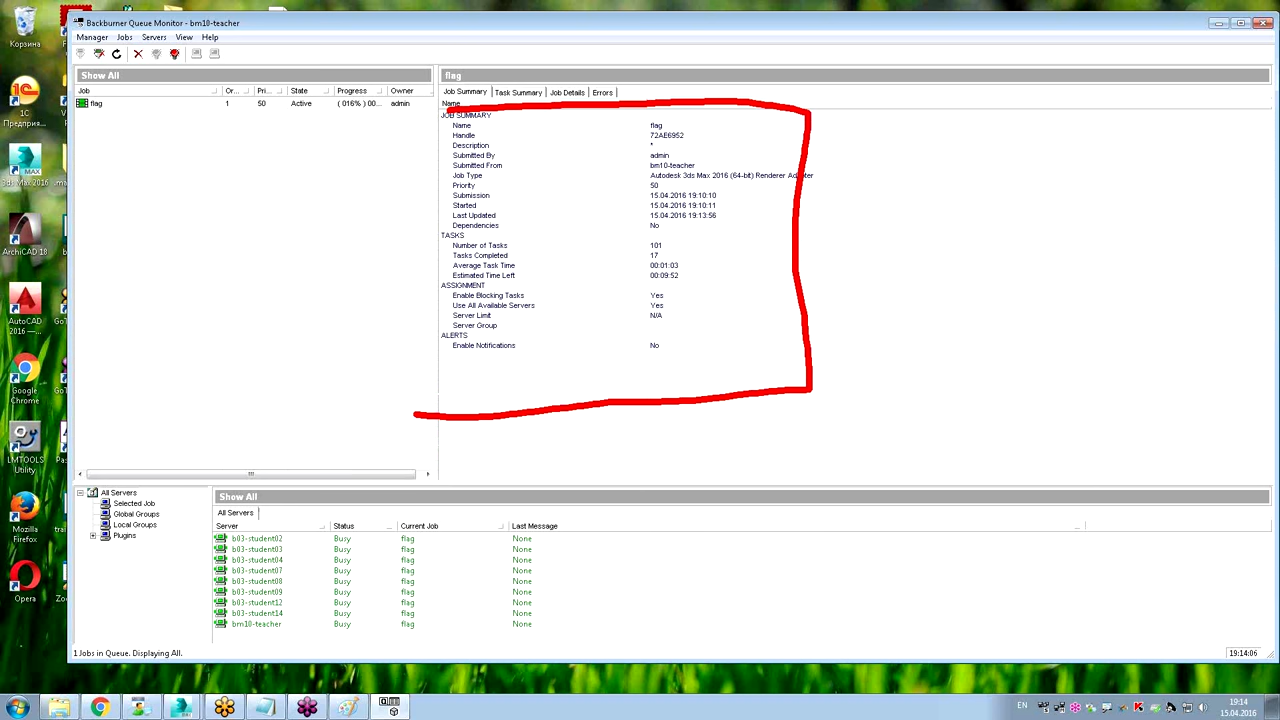 Backburner Queue Monitor - bm10-teacher
Manager Jobs Servers View Help
Show All
Job Or... Pri... State Progress Owner
flag 1 50 Active ( 016% ) 00... admin
flag
Job Summary Task Summary Job Details Errors
Name
JOB SUMMARY
Name flag
Handle 72AE6952
Description *
Submitted By admin
Submitted From bm10-teacher
Job Type Autodesk 3ds Max 2016 (64-bit) Renderer
Priority 50
Submission 15.04.2016 19:10:10
Started 15.04.2016 19:10:11
Last Updated 15.04.2016 19:13:56
Dependencies No
TASKS
Number of Tasks 101
Tasks Completed 17
Average Task Time 00:01:03
Estimated Time Left 00:09:52
ASSIGNMENT
Enable Blocking Tasks Yes
Use All Available Servers Yes
Server Limit N/A
Server Group
ALERTS
Enable Notifications No
All Servers
Selected Job
Global Groups
Local Groups
Plugins
Show All
All Servers
Server Status ... Current Job Last Message ...
b03-student02 Busy flag None
b03-student03 Busy flag None
b03-student04 Busy flag None
b03-student07 Busy flag None
b03-student08 Busy flag None
b03-student09 Busy flag None
b03-student12 Busy flag None
b03-student14 Busy flag None
bm10-teacher Busy flag None
1 Jobs in Queue. Displaying All.
19:14:06
Корзина
1С
Предприя...
3ds Max 2016
ArchiCAD 18
AutoCAD
2016 —...
Google
Chrome
LMTOOLS
Utility
Mozilla
Firefox
Opera
EN
19:14
15.04.2016